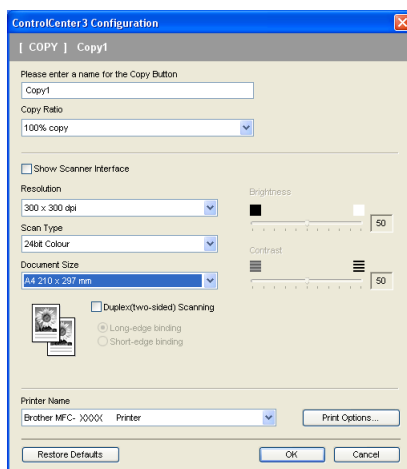 ControlCenter3 Configuration
[ COPY ] Copy1
Please enter a name for the Copy Button
Copy1
Copy Ratio
100% copy
Show Scanner Interface
Resolution
300 x 300 dpi
Scan Type
24bit Colour
Document Size
A4 210 x 297 mm
Brightness
50
Contrast
50
Duplex(two-sided) Scanning
Long-edge binding
Short-edge binding
Printer Name
Brother MFC- XXXX Printer
Print Options...
Restore Defaults
OK
Cancel